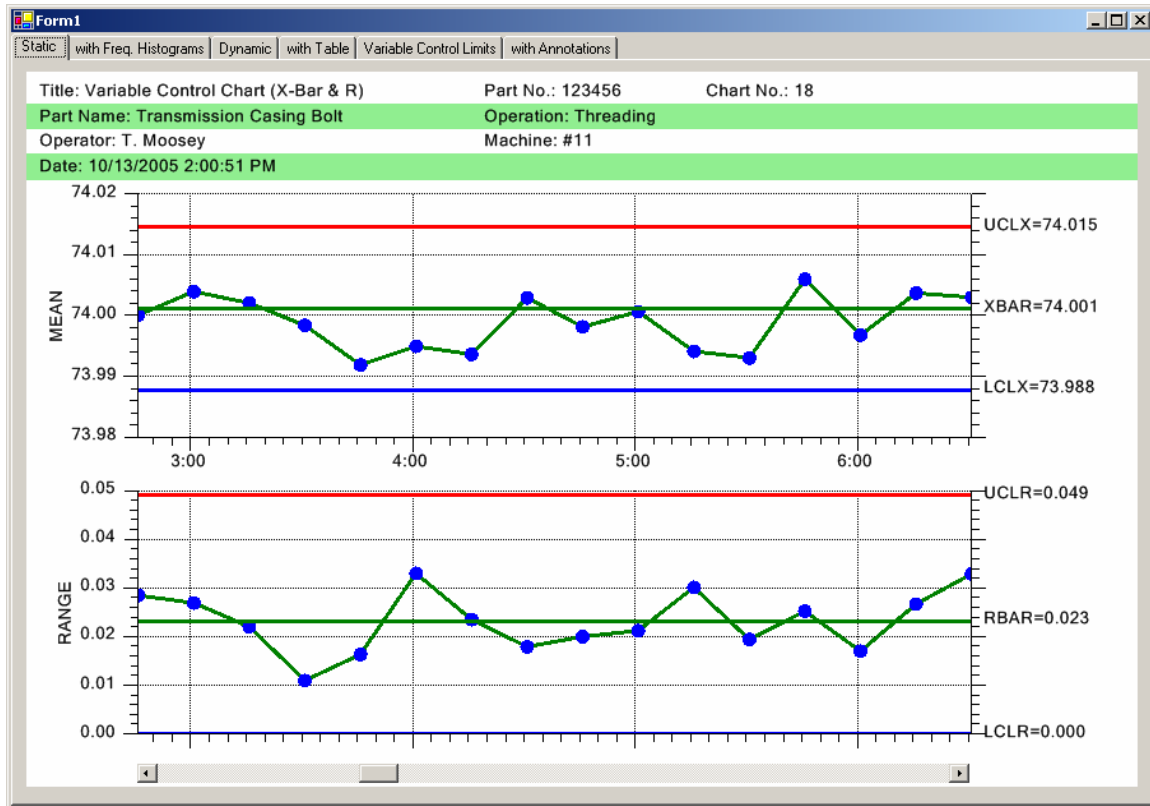 Form1
Static with Freq. Histograms Dynamic with Table Variable Control Limits with Annotations
Title: Variable Control Chart (X-Bar & R) Part No.: 123456 Chart No.: 18
Part Name: Transmission Casing Bolt Operation: Threading
Operator: T. Moosey Machine: #11
Date: 10/13/2005 2:00:51 PM
74.02
UCLX=74.015
74.01
MEAN
74.00
XBAR=74.001
73.99
LCLX=73.988
73.98
3:00 4:00 5:00 6:00
0.05
UCLR=0.049
0.04
0.03
RANGE
RBAR=0.023
0.02
0.01
0.00
LCLR=0.000